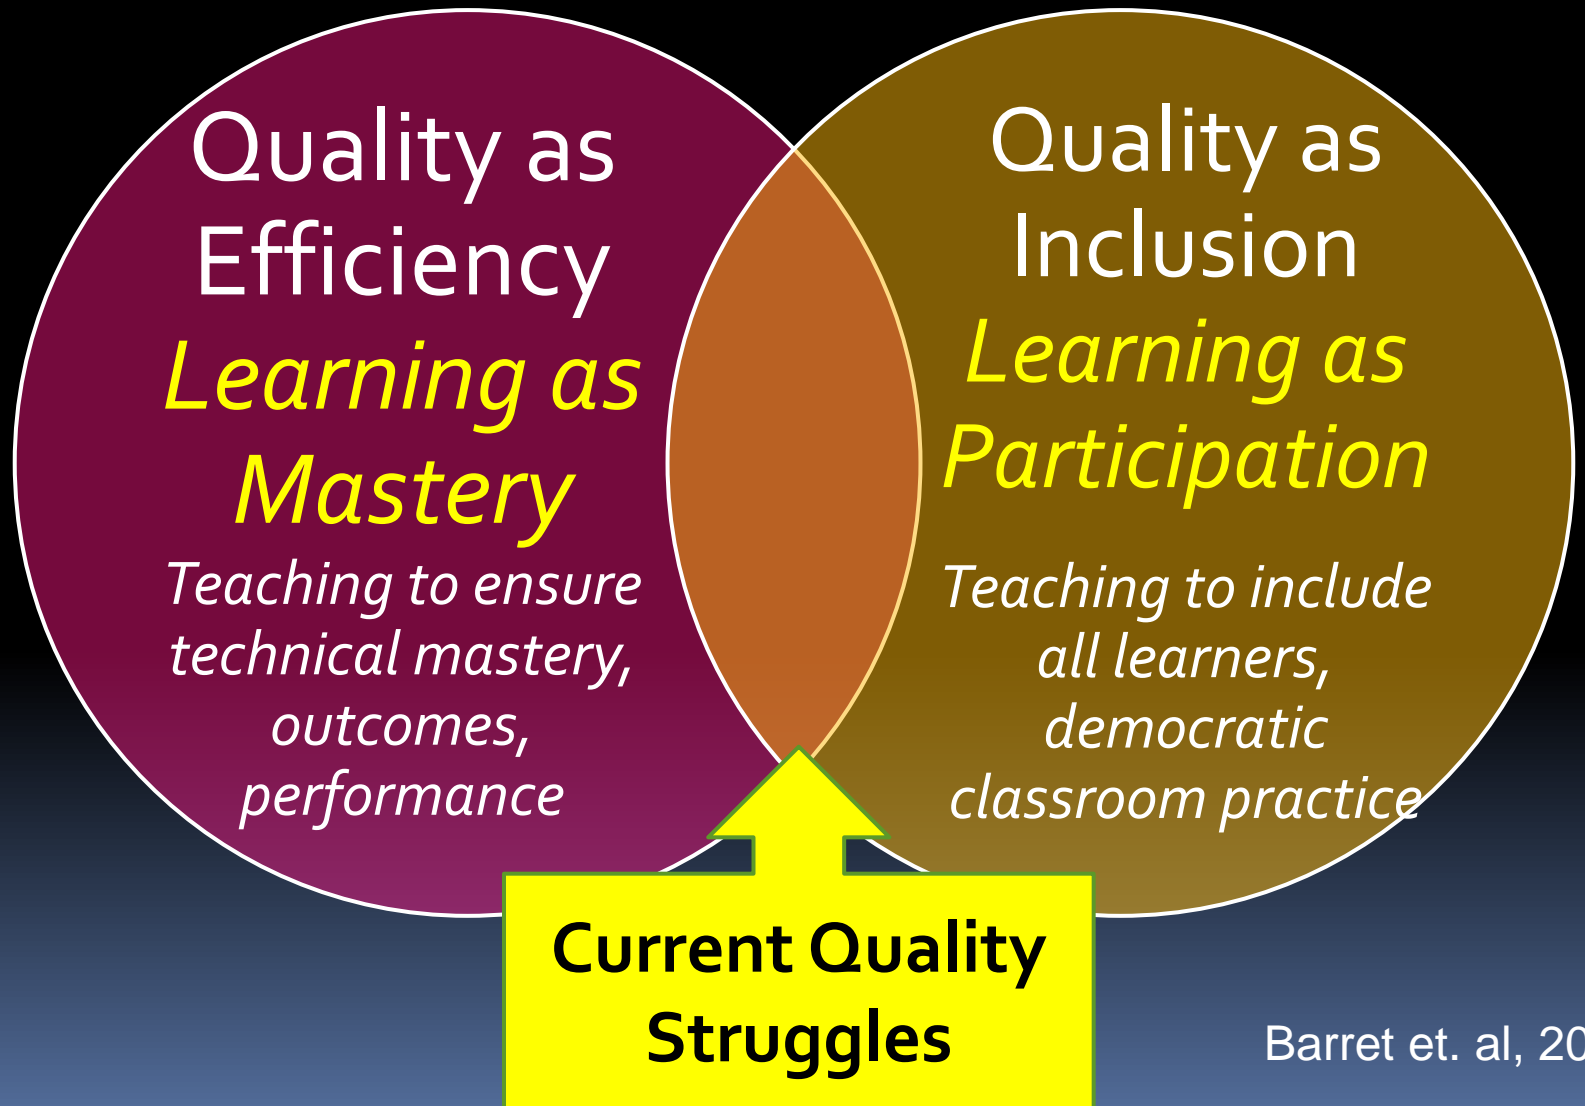 Quality as
Efficiency
Learning as
Mastery
Teaching to ensure
technical mastery,
outcomes,
performance
Quality as
Inclusion
Learning as
Participation
Teaching to include
all learners,
democratic
classroom practice
Current Quality
Struggles
Barret et. al, 20